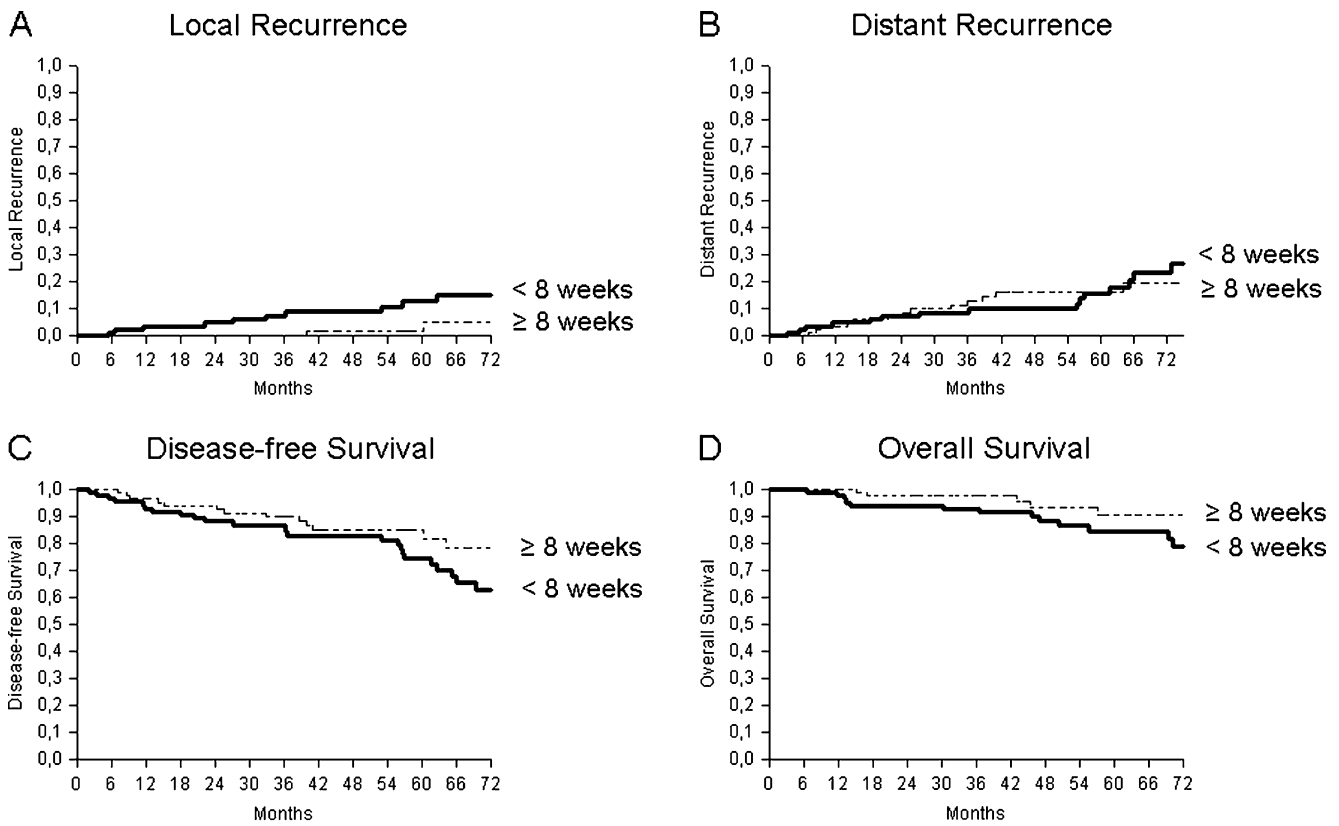 A Local Recurrence
1,0
0,9
0,8
0,7
0,6
0,5
0,4
0,3
0,2
0,1
0,0
Local Recurrence
0 6 12 18 24 30 36 42 48 54 60 66 72
Months
< 8 weeks
≥ 8 weeks
B Distant Recurrence
1,0
0,9
0,8
0,7
0,6
0,5
0,4
0,3
0,2
0,1
0,0
Distant Recurrence
0 6 12 18 24 30 36 42 48 54 60 66 72
Months
< 8 weeks
≥ 8 weeks
C Disease-free Survival
1,0
0,9
0,8
0,7
0,6
0,5
0,4
0,3
0,2
0,1
0,0
Disease-free Survival
0 6 12 18 24 30 36 42 48 54 60 66 72
Months
≥ 8 weeks
< 8 weeks
D Overall Survival
1,0
0,9
0,8
0,7
0,6
0,5
0,4
0,3
0,2
0,1
0,0
Overall Survival
0 6 12 18 24 30 36 42 48 54 60 66 72
Months
≥ 8 weeks
< 8 weeks